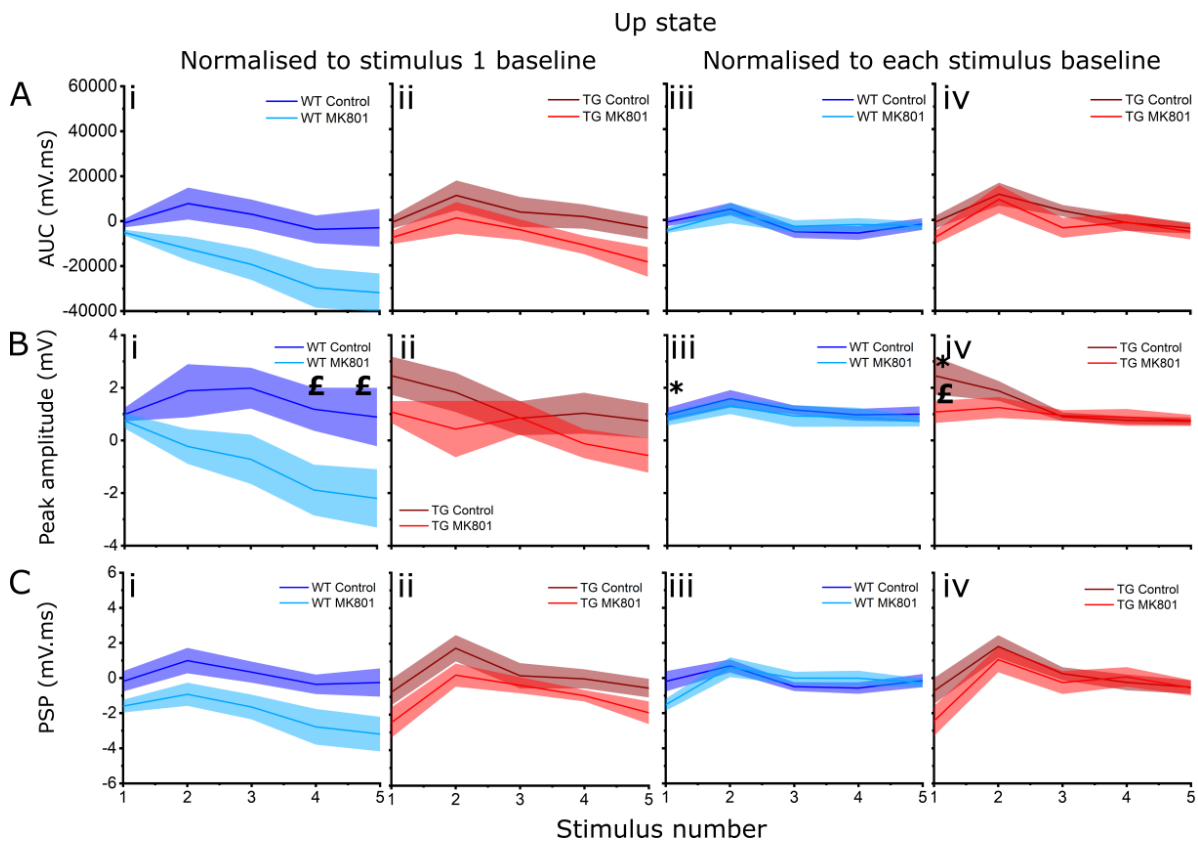 Up state
Normalised to stimulus 1 baseline
Normalised to each stimulus baseline
A
AUC (mV.ms)
60000
40000
20000
0
-20000
-40000
i
WT Control
WT MK801
ii
TG Control
TG MK801
iii
WT Control
WT MK801
iv
TG Control
TG MK801
B
Peak amplitude (mV)
4
2
0
-2
-4
i
WT Control
WT MK801
£ £
ii
TG Control
TG MK801
iii
WT Control
WT MK801
*
iv
TG Control
TG MK801
*
£
C
PSP (mV.ms)
6
4
2
0
-2
-4
-6
i
WT Control
WT MK801
ii
TG Control
TG MK801
iii
WT Control
WT MK801
iv
TG Control
TG MK801
1 2 3 4 5
1 2 3 4 5
1 2 3 4 5
1 2 3 4 5
Stimulus number